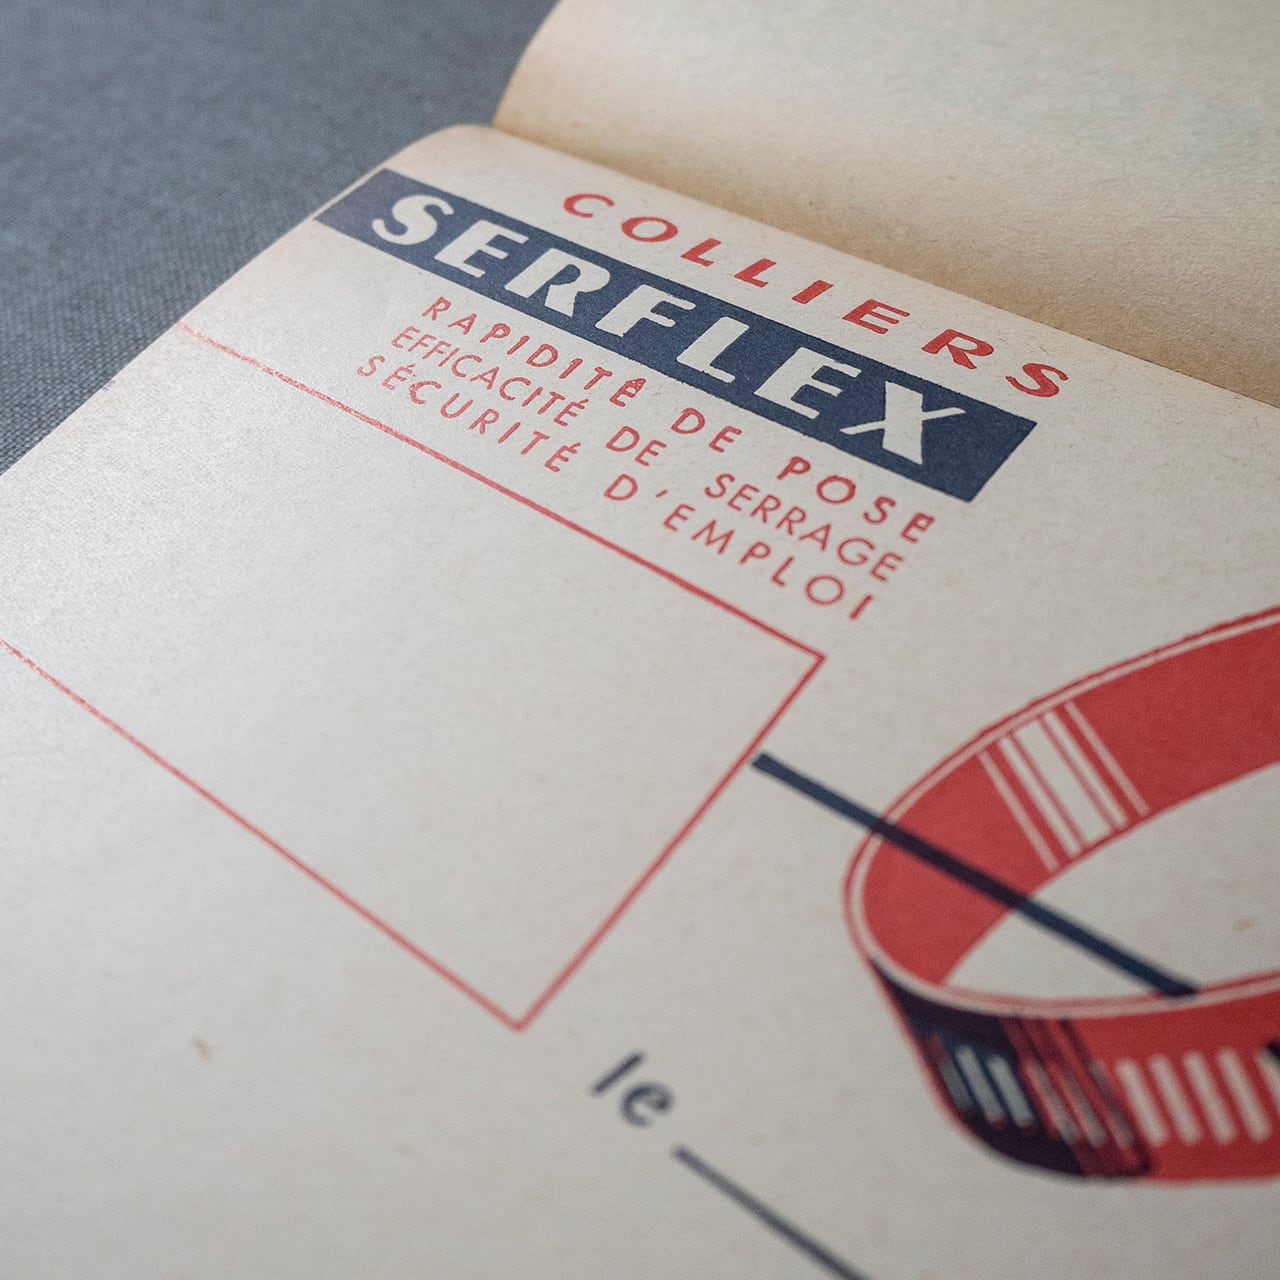 COLLIERS
SERFLEX
RAPIDITÉ DE POSE
EFFICACITÉ DE SERRAGE
SÉCURITÉ D'EMPLOI
le